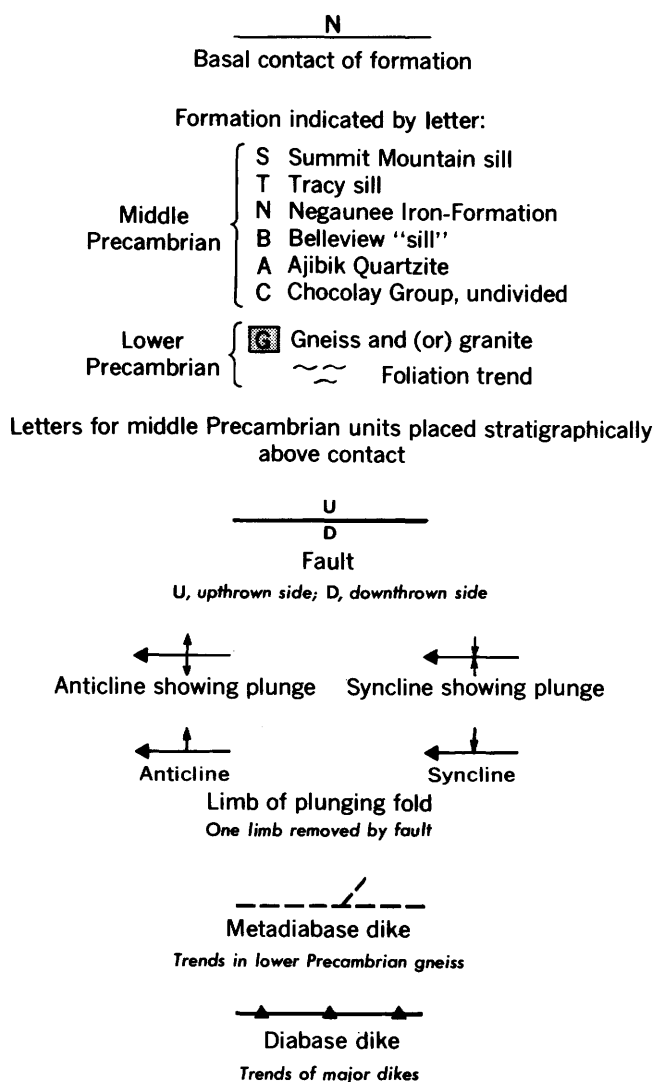 N
Basal contact of formation
Formation indicated by letter:
Middle
Precambrian
S Summit Mountain sill
T Tracy sill
N Negaunee Iron-Formation
B Belleview “sill”
A Ajibik Quartzite
C Chocolay Group, undivided
Lower
Precambrian
G Gneiss and (or) granite
Foliation trend
Letters for middle Precambrian units placed stratigraphically
above contact
U
D
Fault
U, upthrown side; D, downthrown side
Anticline showing plunge
Syncline showing plunge
Anticline
Syncline
Limb of plunging fold
One limb removed by fault
Metadiabase dike
Trends in lower Precambrian gneiss
Diabase dike
Trends of major dikes